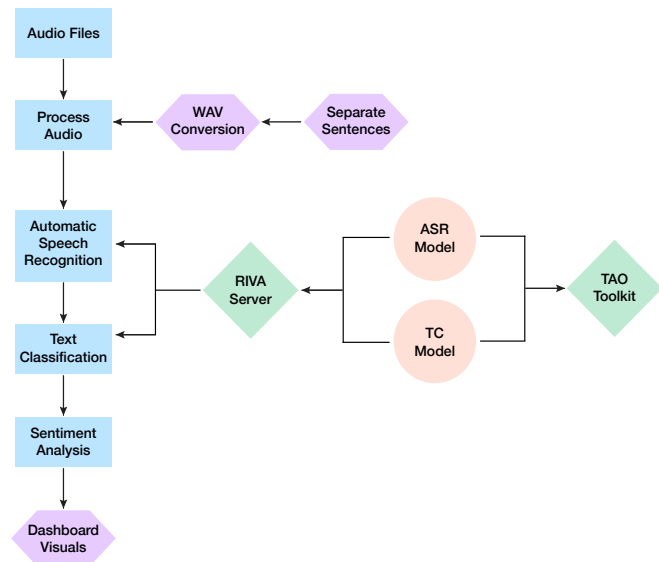 Audio Files
Process
Audio
WAV
Conversion
Separate
Sentences
Automatic
Speech
Recognition
RIVA
Server
ASR
Model
TC
Model
TAO
Toolkit
Text
Classification
Sentiment
Analysis
Dashboard
Visuals